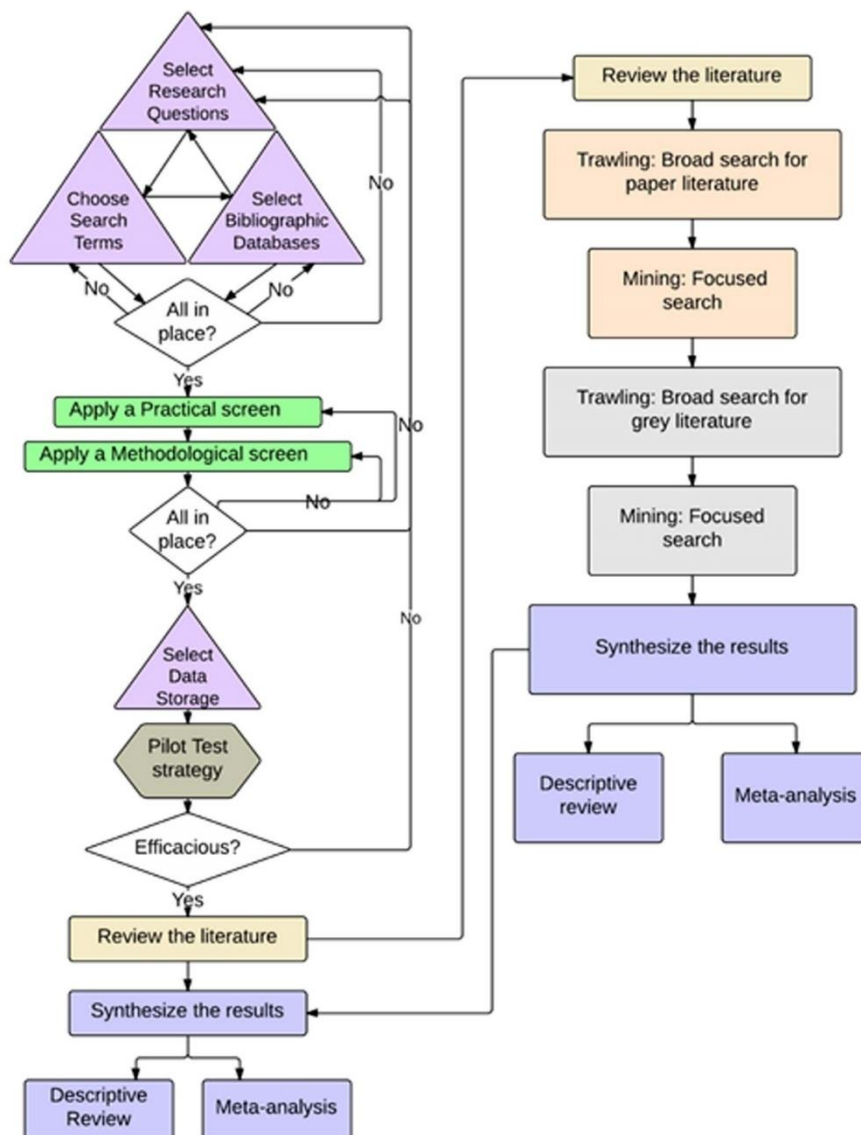 Select
Research
Questions
Choose
Search
Terms
Select
Bibliographic
Databases
No
No
No
All in
place?
Yes
Apply a Practical screen
No
Apply a Methodological screen
No
All in
place?
Yes
No
Select
Data
Storage
Pilot Test
strategy
Efficacious?
Yes
Review the literature
Synthesize the results
Descriptive
Review
Meta-analysis
Review the literature
Trawling: Broad search for
paper literature
Mining: Focused
search
Trawling: Broad search for
grey literature
Mining: Focused
search
Synthesize the results
Descriptive
review
Meta-analysis